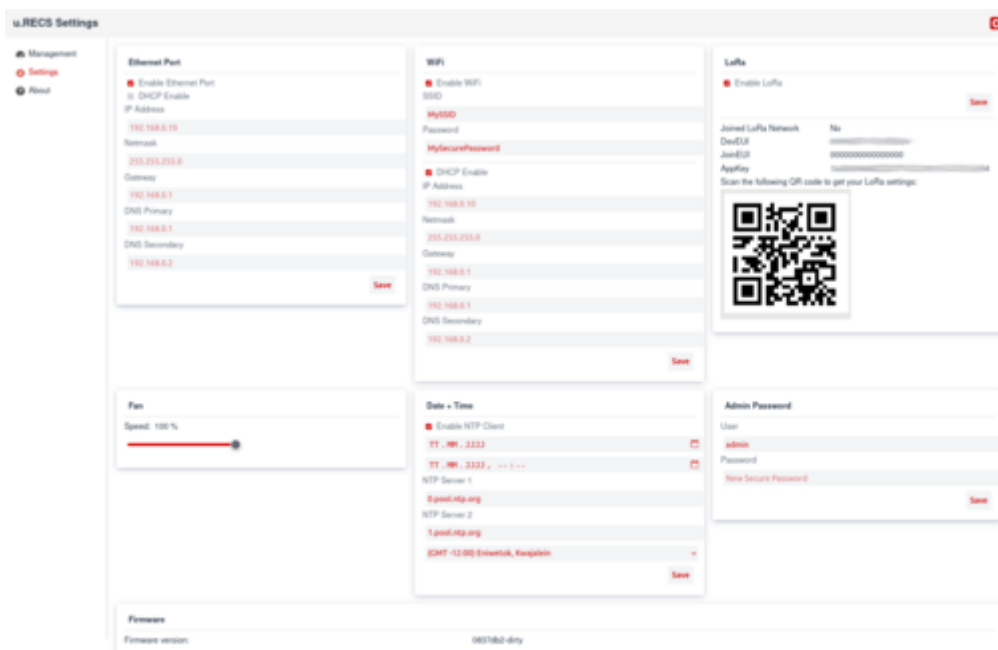 u.RECS Settings
Management
Settings
About
Ethernet Port
Enable Ethernet Port
DHCP Enable
IP Address
192.168.0.10
Netmask
255.255.255.0
Gateway
192.168.0.1
DNS Primary
192.168.0.1
DNS Secondary
192.168.0.2
Save
WiFi
Enable WiFi
SSID
MySSID
Password
MySecurePassword
DHCP Enable
IP Address
192.168.0.10
Netmask
255.255.255.0
Gateway
192.168.0.1
DNS Primary
192.168.0.1
DNS Secondary
192.168.0.2
Save
LoRa
Enable LoRa
Save
Joined LoRa Network No
DevEUI
JoinEUI 0000000000000000
AppKey
Scan the following QR code to get your LoRa settings:
Fan
Speed: 100 %
Date + Time
Enable NTP Client
TT.MM.JJJJ
TT.MM.JJJJ, --:--
NTP Server 1
0.pool.ntp.org
NTP Server 2
1.pool.ntp.org
(GMT -12:00) Eniwetok, Kwajalein
Save
Admin Password
User
admin
Password
New Secure Password
Save
Firmware
Firmware version: 0837db2-dirty